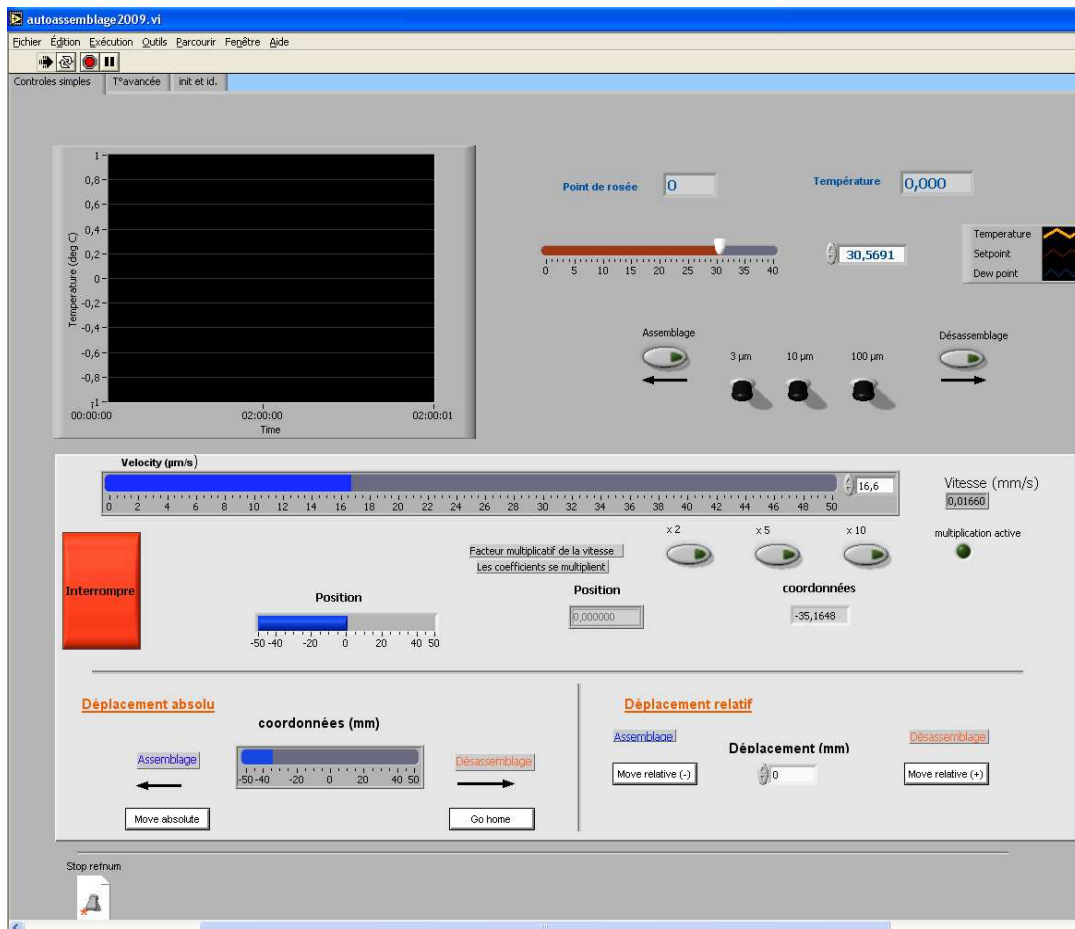 autoassemblage2009.vi
Fichier Édition Exécution Outils Parcourir Fenêtre Aide
Controles simples T°avancée init et id.
Temperature (deg C)
1
0,8
0,6
0,4
0,2
0
-0,2
-0,4
-0,6
-0,8
-1
00:00:00 02:00:00 02:00:01
Time
Point de rosée 0 Température 0,000
0 5 10 15 20 25 30 35 40
30,5691
Temperature
Setpoint
Dew point
Assemblage 3 µm 10 µm 100 µm Désassemblage
Velocity (µm/s)
0 2 4 6 8 10 12 14 16 18 20 22 24 26 28 30 32 34 36 38 40 42 44 46 48 50
16,6
Vitesse (mm/s)
0,01660
Interrompre
Facteur multiplicatif de la vitesse
Les coefficients se multiplient
x 2 x 5 x 10
multiplication active
Position
-50 -40 -20 0 20 40 50
Position
0,000000
coordonnées
-35,1648
Déplacement absolu
coordonnées (mm)
Assemblage
-50 -40 -20 0 20 40 50
Désassemblage
Move absolute Go home
Déplacement relatif
Assemblage Déplacement (mm) Désassemblage
Move relative (-) 0 Move relative (+)
Stop refnum